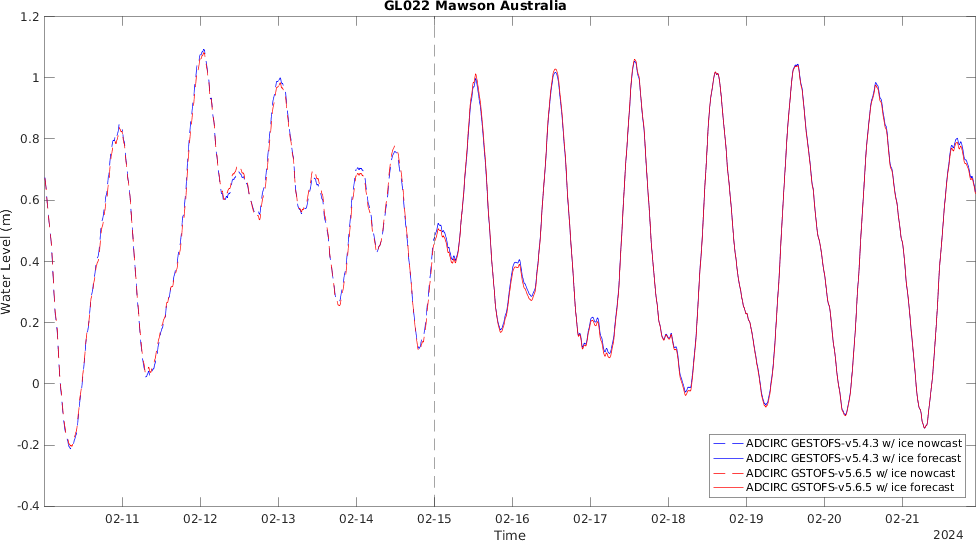 GL022 Mawson Australia
1.2
1
0.8
0.6
0.4
0.2
0
-0.2
-0.4
Water Level (m)
ADCIRC GESTOFS-v5.4.3 w/ ice nowcast
ADCIRC GESTOFS-v5.4.3 w/ ice forecast
ADCIRC GSTOFS-v5.6.5 w/ ice nowcast
ADCIRC GSTOFS-v5.6.5 w/ ice forecast
02-11 02-12 02-13 02-14 02-15 02-16 02-17 02-18 02-19 02-20 02-21
Time
2024